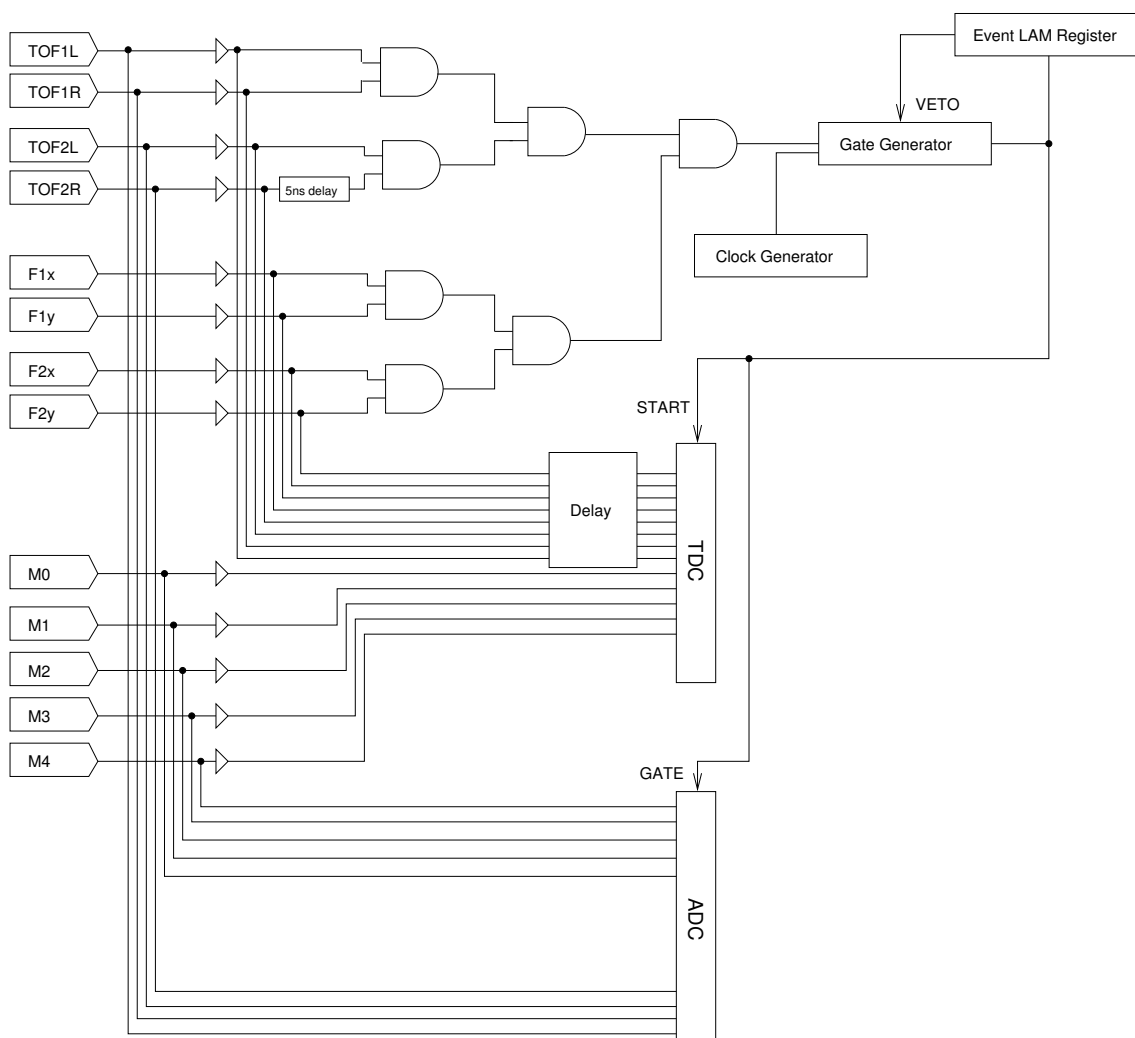 TOF1L
TOF1R
TOF2L
TOF2R
5ns delay
Event LAM Register
VETO
Gate Generator
Clock Generator
F1x
F1y
F2x
F2y
START
Delay
TDC
M0
M1
M2
M3
M4
GATE
ADC